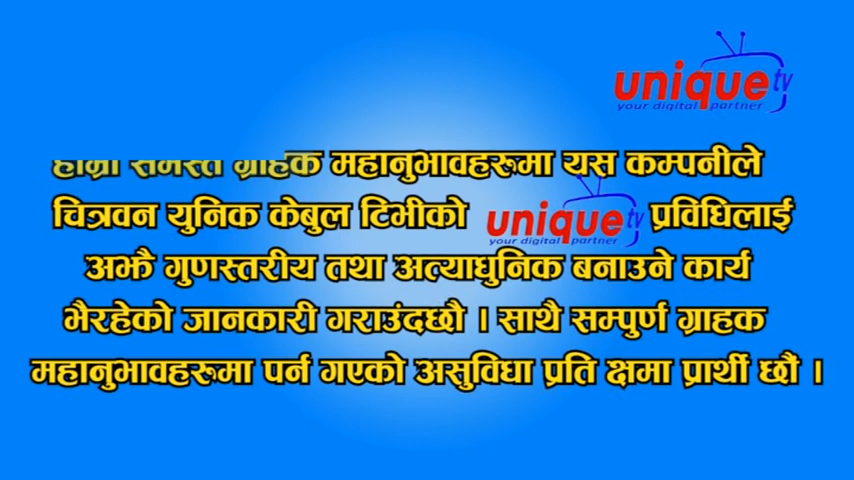 unique tv
your digital partner
हाम्रा समस्त ग्राहक महानुभावहरूमा यस कम्पनीले
चित्रवन युनिक केबुल टिभीको unique tv your digital partner प्रविधिलाई
अझै गुणस्तरीय तथा अत्याधुनिक बनाउने कार्य
भैरहेको जानकारी गराउंदछौ । साथै सम्पुर्ण ग्राहक
महानुभावहरूमा पर्न गएको असुविधा प्रति क्षमा प्रार्थी छौं ।